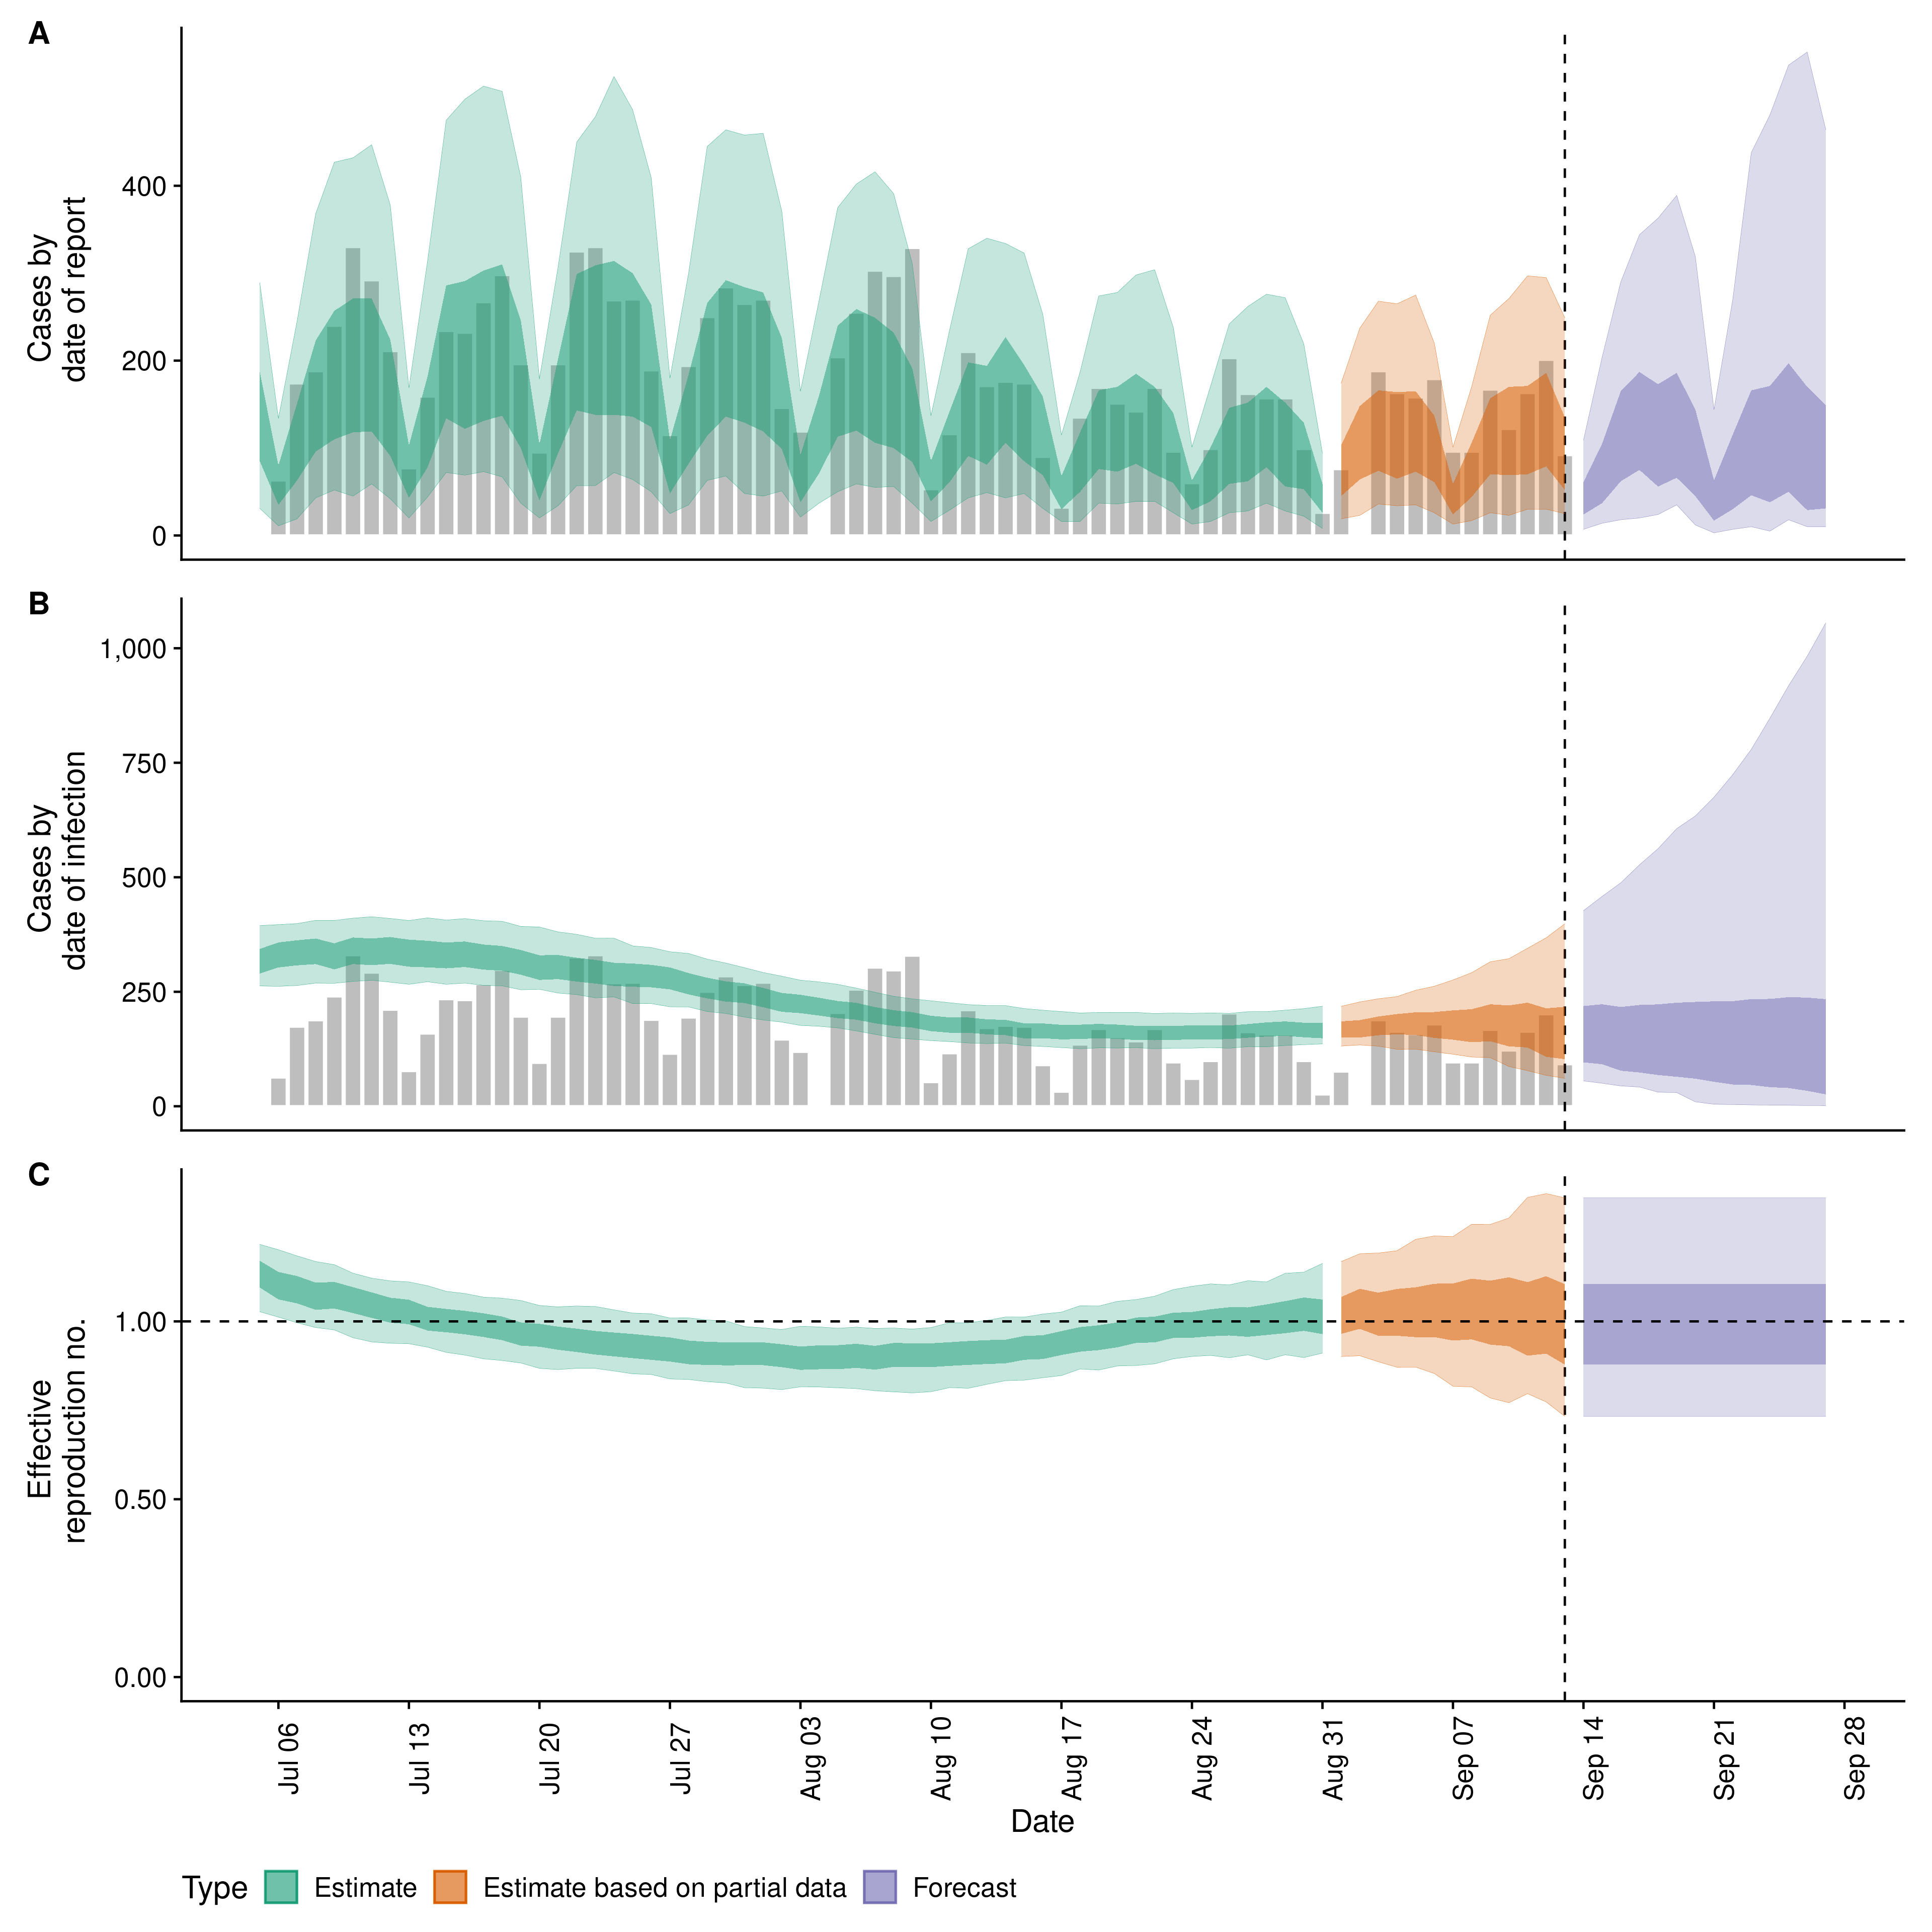 A
Cases by
date of report
400
200
0
B
Cases by
date of infection
1,000
750
500
250
0
C
Effective
reproduction no.
1.00
0.50
0.00
Jul 06
Jul 13
Jul 20
Jul 27
Aug 03
Aug 10
Aug 17
Aug 24
Aug 31
Sep 07
Sep 14
Sep 21
Sep 28
Date
Type Estimate Estimate based on partial data Forecast